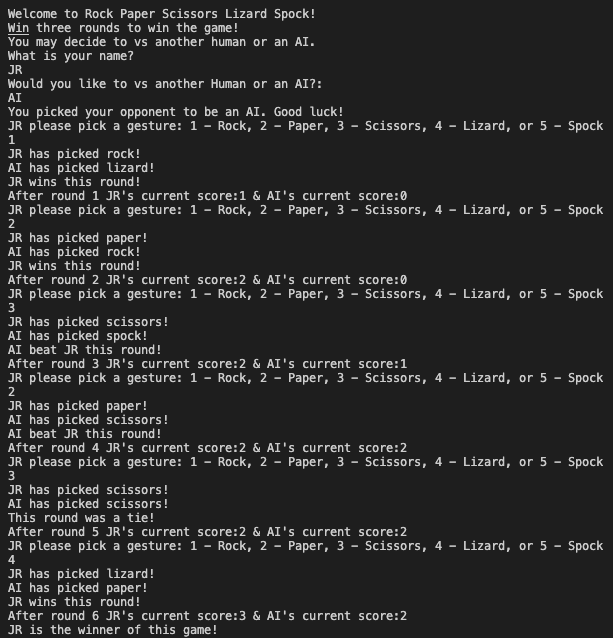 Welcome to Rock Paper Scissors Lizard Spock!
Win three rounds to win the game!
You may decide to vs another human or an AI.
What is your name?
JR
Would you like to vs another Human or an AI?:
AI
You picked your opponent to be an AI. Good luck!
JR please pick a gesture: 1 - Rock, 2 - Paper, 3 - Scissors, 4 - Lizard, or 5 - Spock
1
JR has picked rock!
AI has picked lizard!
JR wins this round!
After round 1 JR's current score:1 & AI's current score:0
JR please pick a gesture: 1 - Rock, 2 - Paper, 3 - Scissors, 4 - Lizard, or 5 - Spock
2
JR has picked paper!
AI has picked rock!
JR wins this round!
After round 2 JR's current score:2 & AI's current score:0
JR please pick a gesture: 1 - Rock, 2 - Paper, 3 - Scissors, 4 - Lizard, or 5 - Spock
3
JR has picked scissors!
AI has picked spock!
AI beat JR this round!
After round 3 JR's current score:2 & AI's current score:1
JR please pick a gesture: 1 - Rock, 2 - Paper, 3 - Scissors, 4 - Lizard, or 5 - Spock
2
JR has picked paper!
AI has picked scissors!
AI beat JR this round!
After round 4 JR's current score:2 & AI's current score:2
JR please pick a gesture: 1 - Rock, 2 - Paper, 3 - Scissors, 4 - Lizard, or 5 - Spock
3
JR has picked scissors!
AI has picked scissors!
This round was a tie!
After round 5 JR's current score:2 & AI's current score:2
JR please pick a gesture: 1 - Rock, 2 - Paper, 3 - Scissors, 4 - Lizard, or 5 - Spock
4
JR has picked lizard!
AI has picked paper!
JR wins this round!
After round 6 JR's current score:3 & AI's current score:2
JR is the winner of this game!